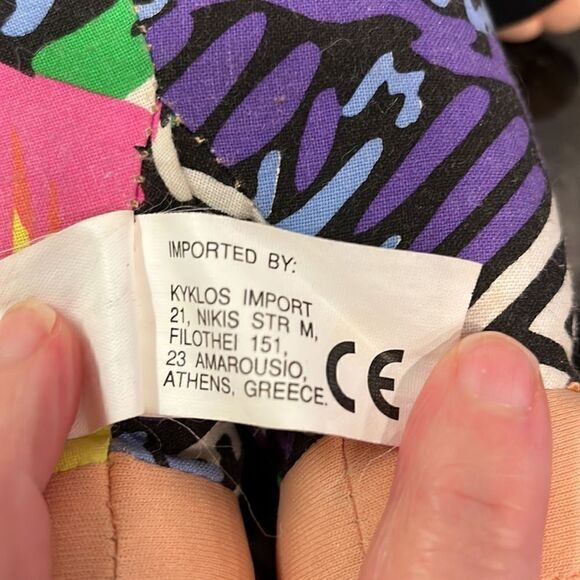 IMPORTED BY:
KYKLOS IMPORT
21, NIKIS STR M,
FILOTHEI 151,
23 AMAROUSIO,
ATHENS, GREECE.
CE